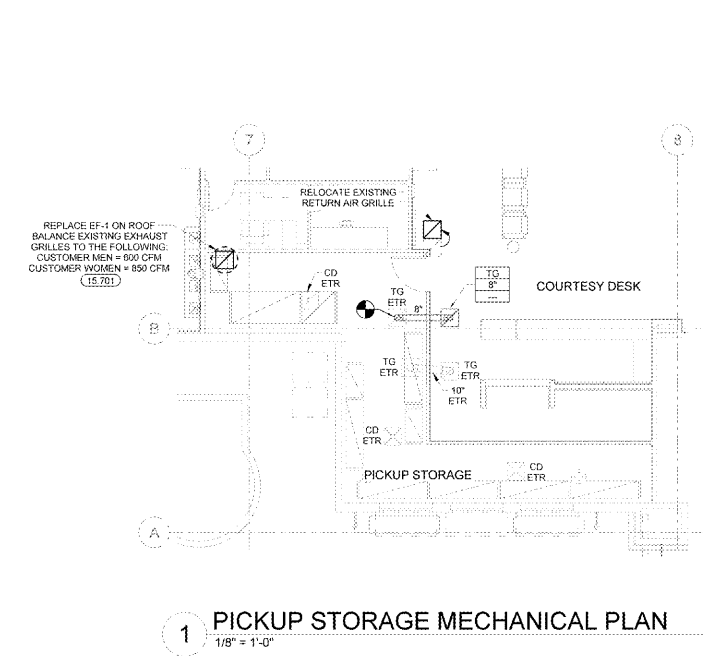 7
8
RELOCATE EXISTING
RETURN AIR GRILLE
REPLACE EF-1 ON ROOF
BALANCE EXISTING EXHAUST
GRILLES TO THE FOLLOWING:
CUSTOMER MEN = 600 CFM
CUSTOMER WOMEN = 850 CFM
15.701
CD
ETR
TG
ETR
8"
TG
8"
---
COURTESY DESK
B
TG
ETR
TG
ETR
10"
ETR
CD
ETR
PICKUP STORAGE
CD
ETR
A
1
PICKUP STORAGE MECHANICAL PLAN
1/8" = 1'-0"